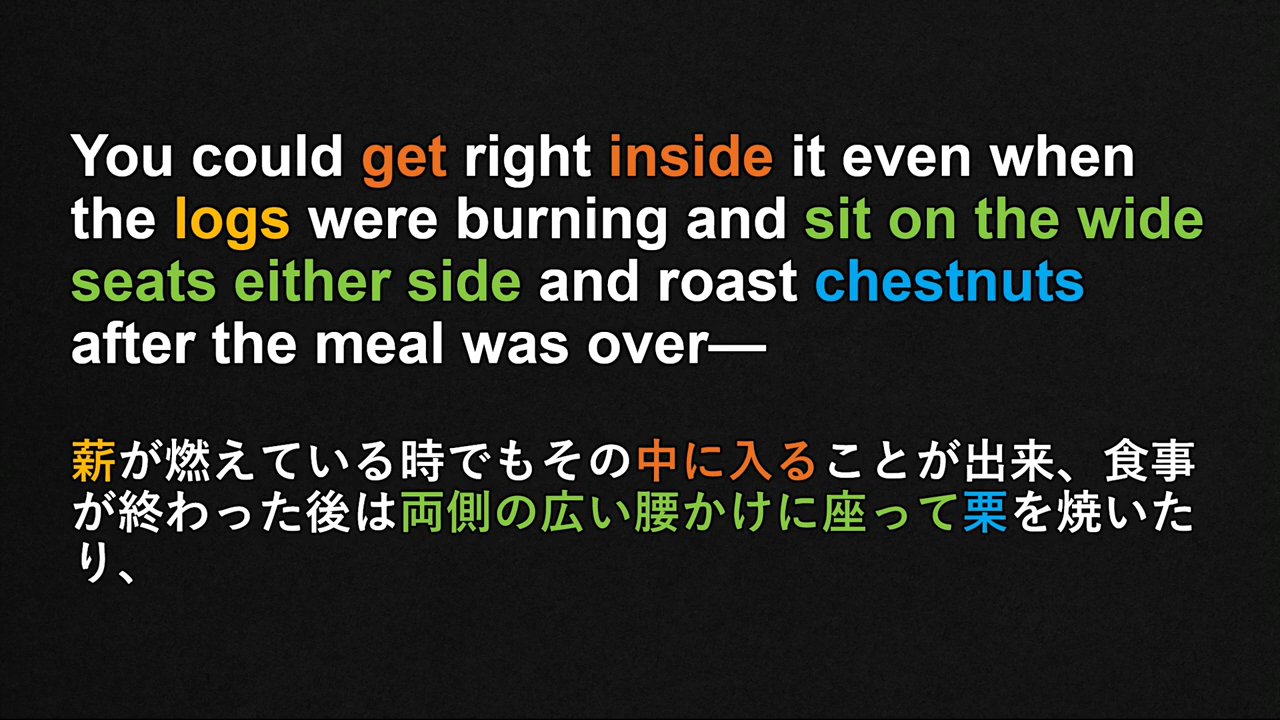 You could get right inside it even when
the logs were burning and sit on the wide
seats either side and roast chestnuts
after the meal was over—
薪が燃えている時でもその中に入ることが出来、食事
が終わった後は両側の広い腰かけに座って栗を焼いた
り、